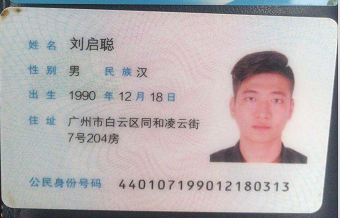 姓名 刘启聪
性别 男 民族 汉
出生 1990 年 12 月 18 日
住址 广州市白云区同和凌云街
7号204房
公民身份号码 440107199012180313